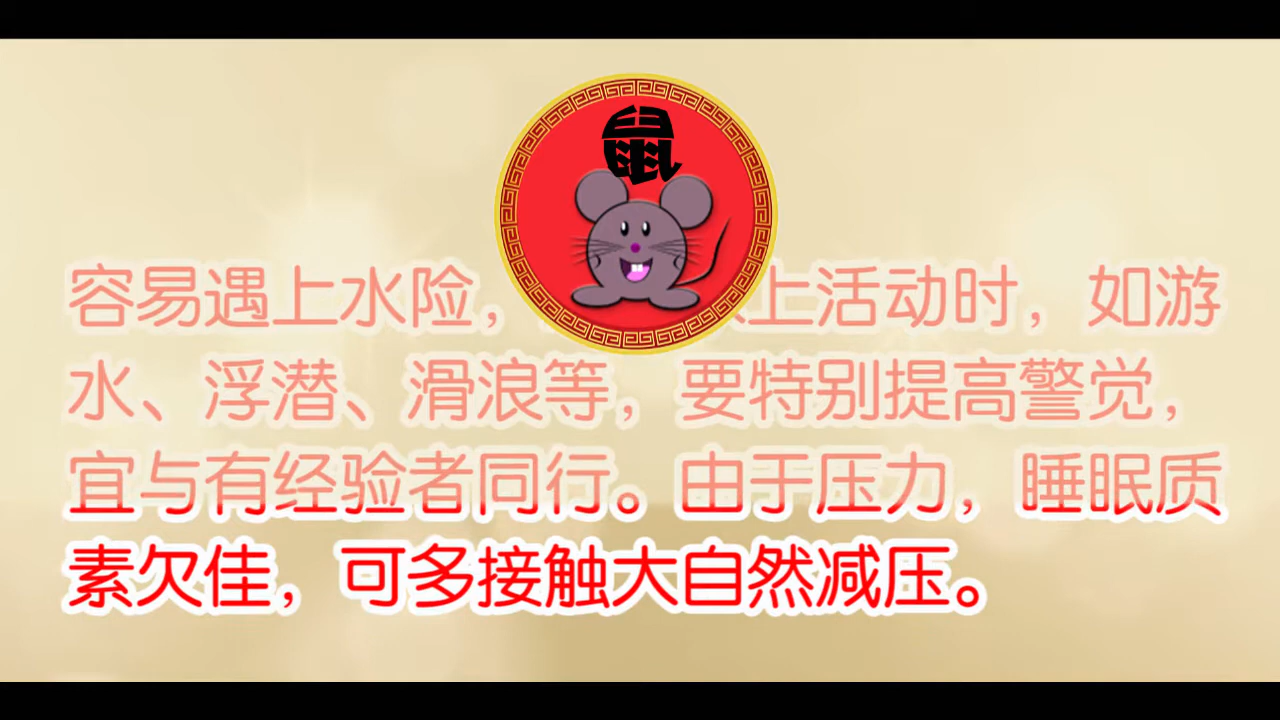 鼠
容易遇上水险，上活动时，如游
水、浮潜、滑浪等，要特别提高警觉，
宜与有经验者同行。由于压力，睡眠质
素欠佳，可多接触大自然减压。